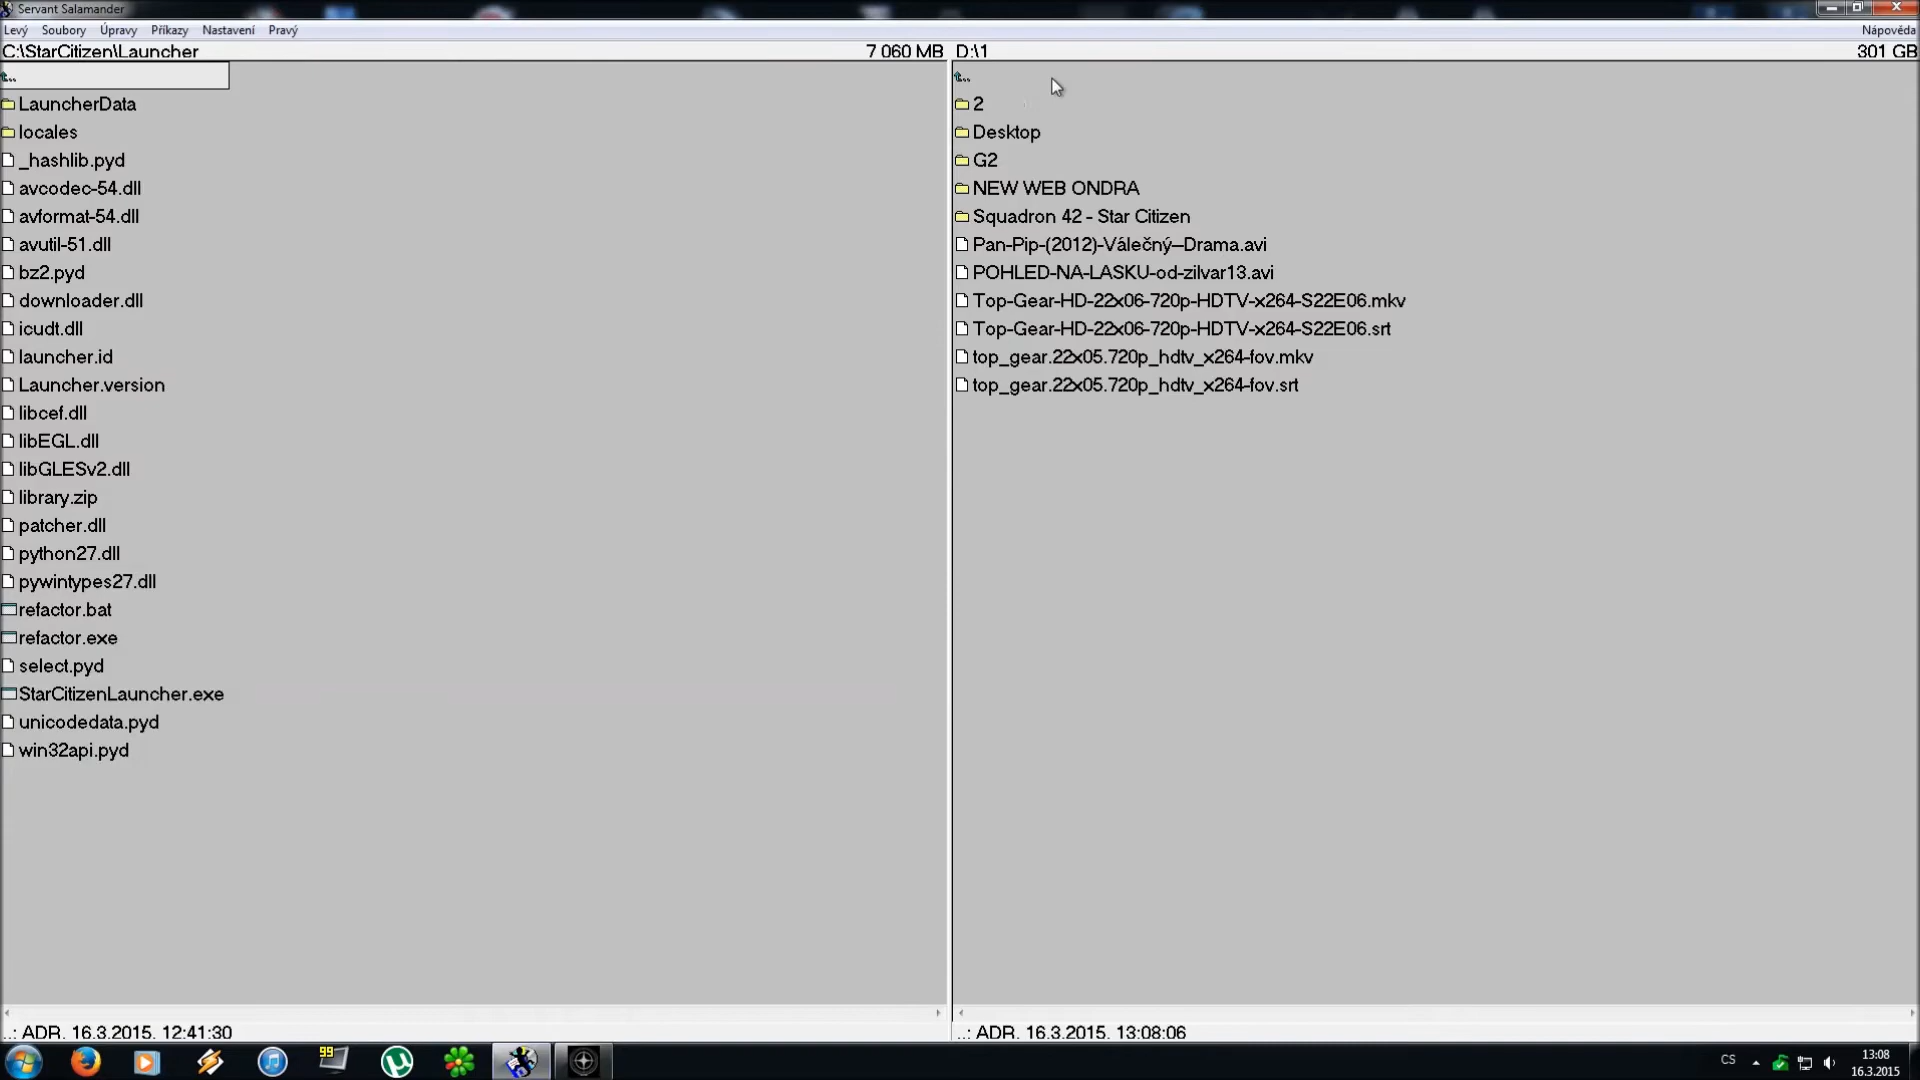 Servant Salamander
Levý Soubory Úpravy Příkazy Nastavení Pravý Nápověda
C:\StarCitizen\Launcher 7 060 MB D:\1 301 GB
..
LauncherData
locales
_hashlib.pyd
avcodec-54.dll
avformat-54.dll
avutil-51.dll
bz2.pyd
downloader.dll
icudt.dll
launcher.id
Launcher.version
libcef.dll
libEGL.dll
libGLESv2.dll
library.zip
patcher.dll
python27.dll
pywintypes27.dll
refactor.bat
refactor.exe
select.pyd
StarCitizenLauncher.exe
unicodedata.pyd
win32api.pyd
..: ADR. 16.3.2015. 12:41:30
..
2
Desktop
G2
NEW WEB ONDRA
Squadron 42 - Star Citizen
Pan-Pip-(2012)-Válečný--Drama.avi
POHLED-NA-LASKU-od-zilvar13.avi
Top-Gear-HD-22x06-720p-HDTV-x264-S22E06.mkv
Top-Gear-HD-22x06-720p-HDTV-x264-S22E06.srt
top_gear.22x05.720p_hdtv_x264-fov.mkv
top_gear.22x05.720p_hdtv_x264-fov.srt
..: ADR. 16.3.2015. 13:08:06
99
CS
13:08
16.3.2015